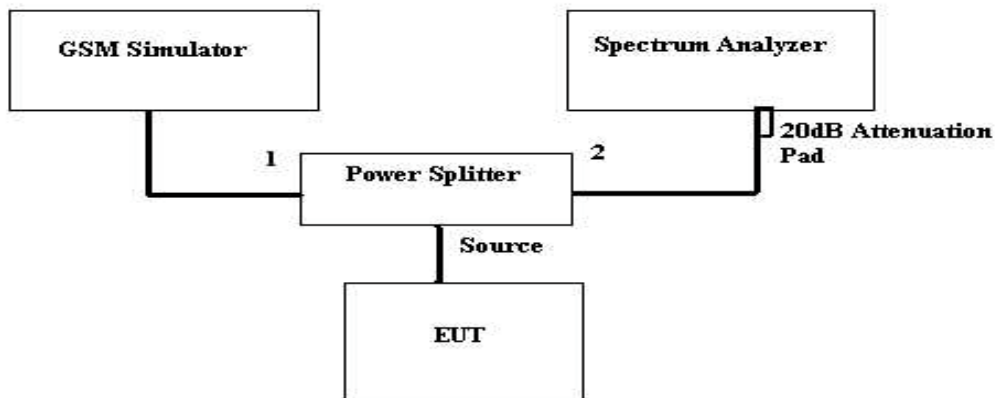 GSM Simulator
Spectrum Analyzer
20dB Attenuation
Pad
1
2
Power Splitter
Source
EUT